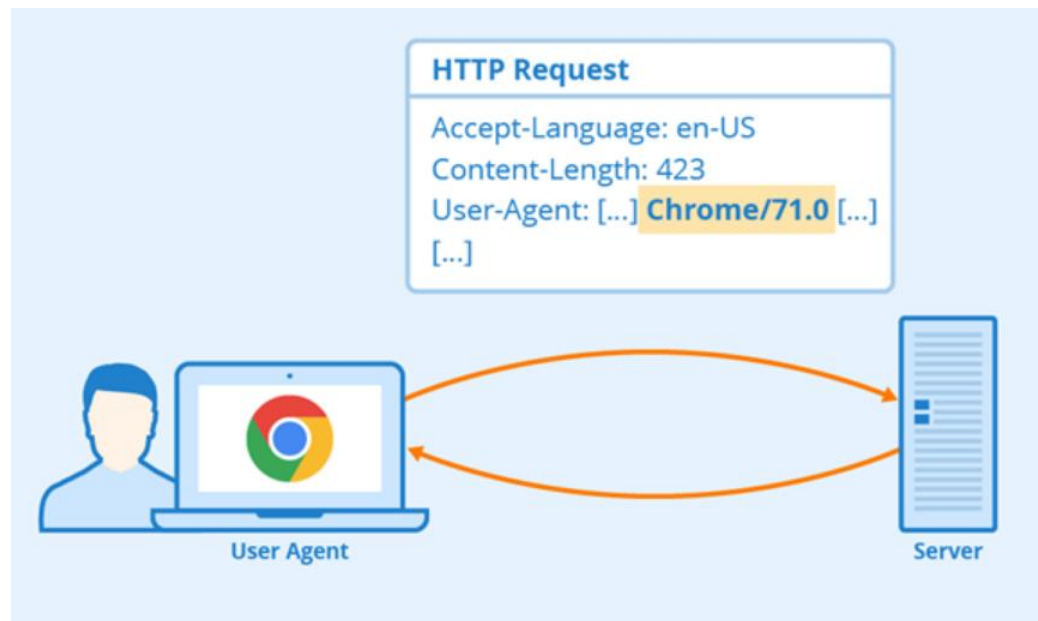 HTTP Request
Accept-Language: en-US
Content-Length: 423
User-Agent: [...] Chrome/71.0 [...]
[...]
User Agent
Server